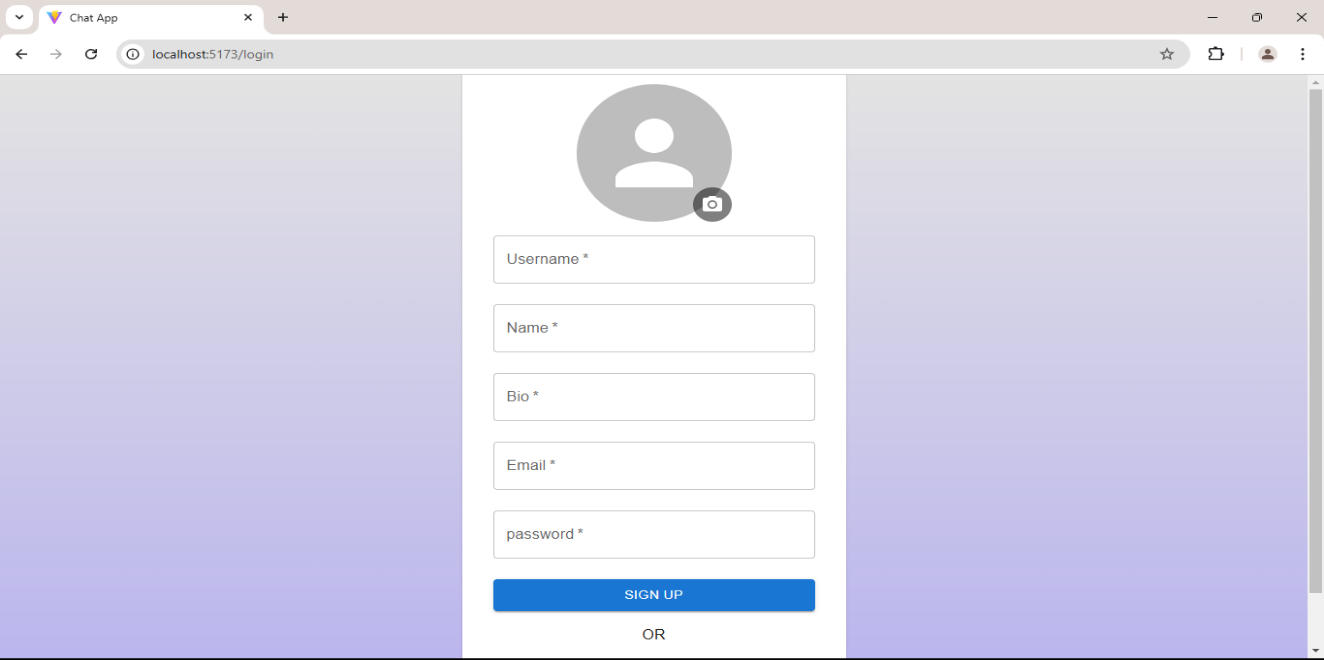 Chat App
localhost:5173/login
Username *
Name *
Bio *
Email *
password *
SIGN UP
OR